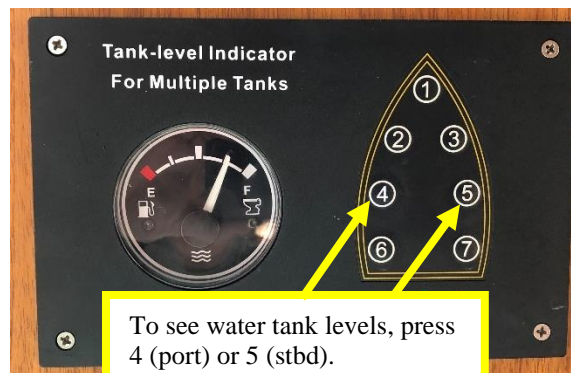 Tank-level Indicator
For Multiple Tanks
1
2 3
E F
4 5
6 7
To see water tank levels, press
4 (port) or 5 (stbd).